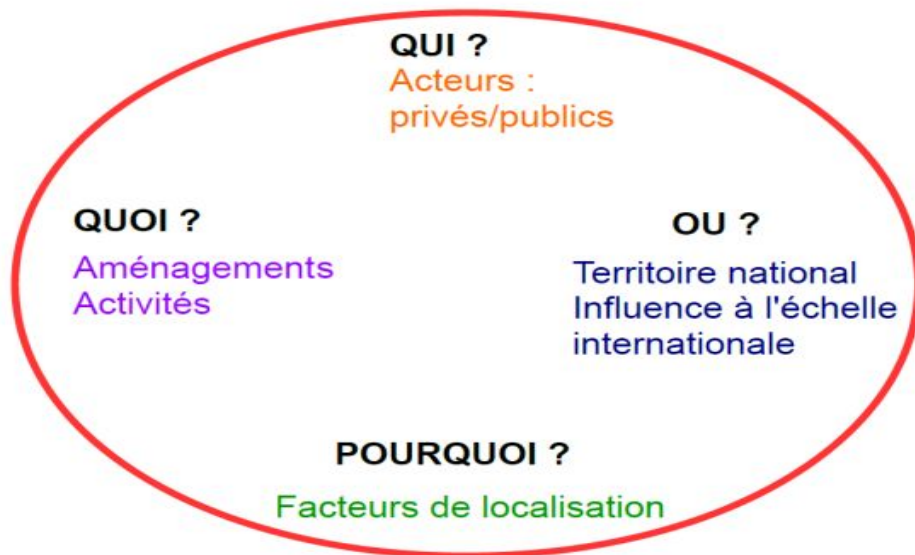 QUI ?
Acteurs :
privés/publics
QUOI ?
Aménagements
Activités
OU ?
Territoire national
Influence à l'échelle
internationale
POURQUOI ?
Facteurs de localisation